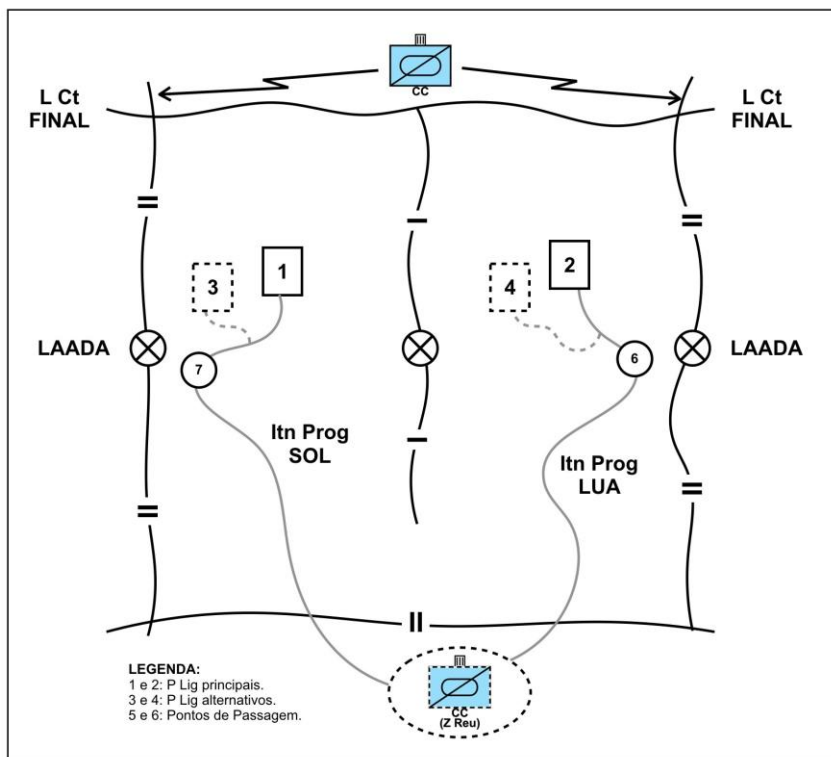 CC
L Ct
FINAL
L Ct
FINAL
1
2
3
4
LAADA
LAADA
7
6
Itn Prog
SOL
Itn Prog
LUA
LEGENDA:
1 e 2: P Lig principais.
3 e 4: P Lig alternativos.
5 e 6: Pontos de Passagem.
CC
(Z Reu)